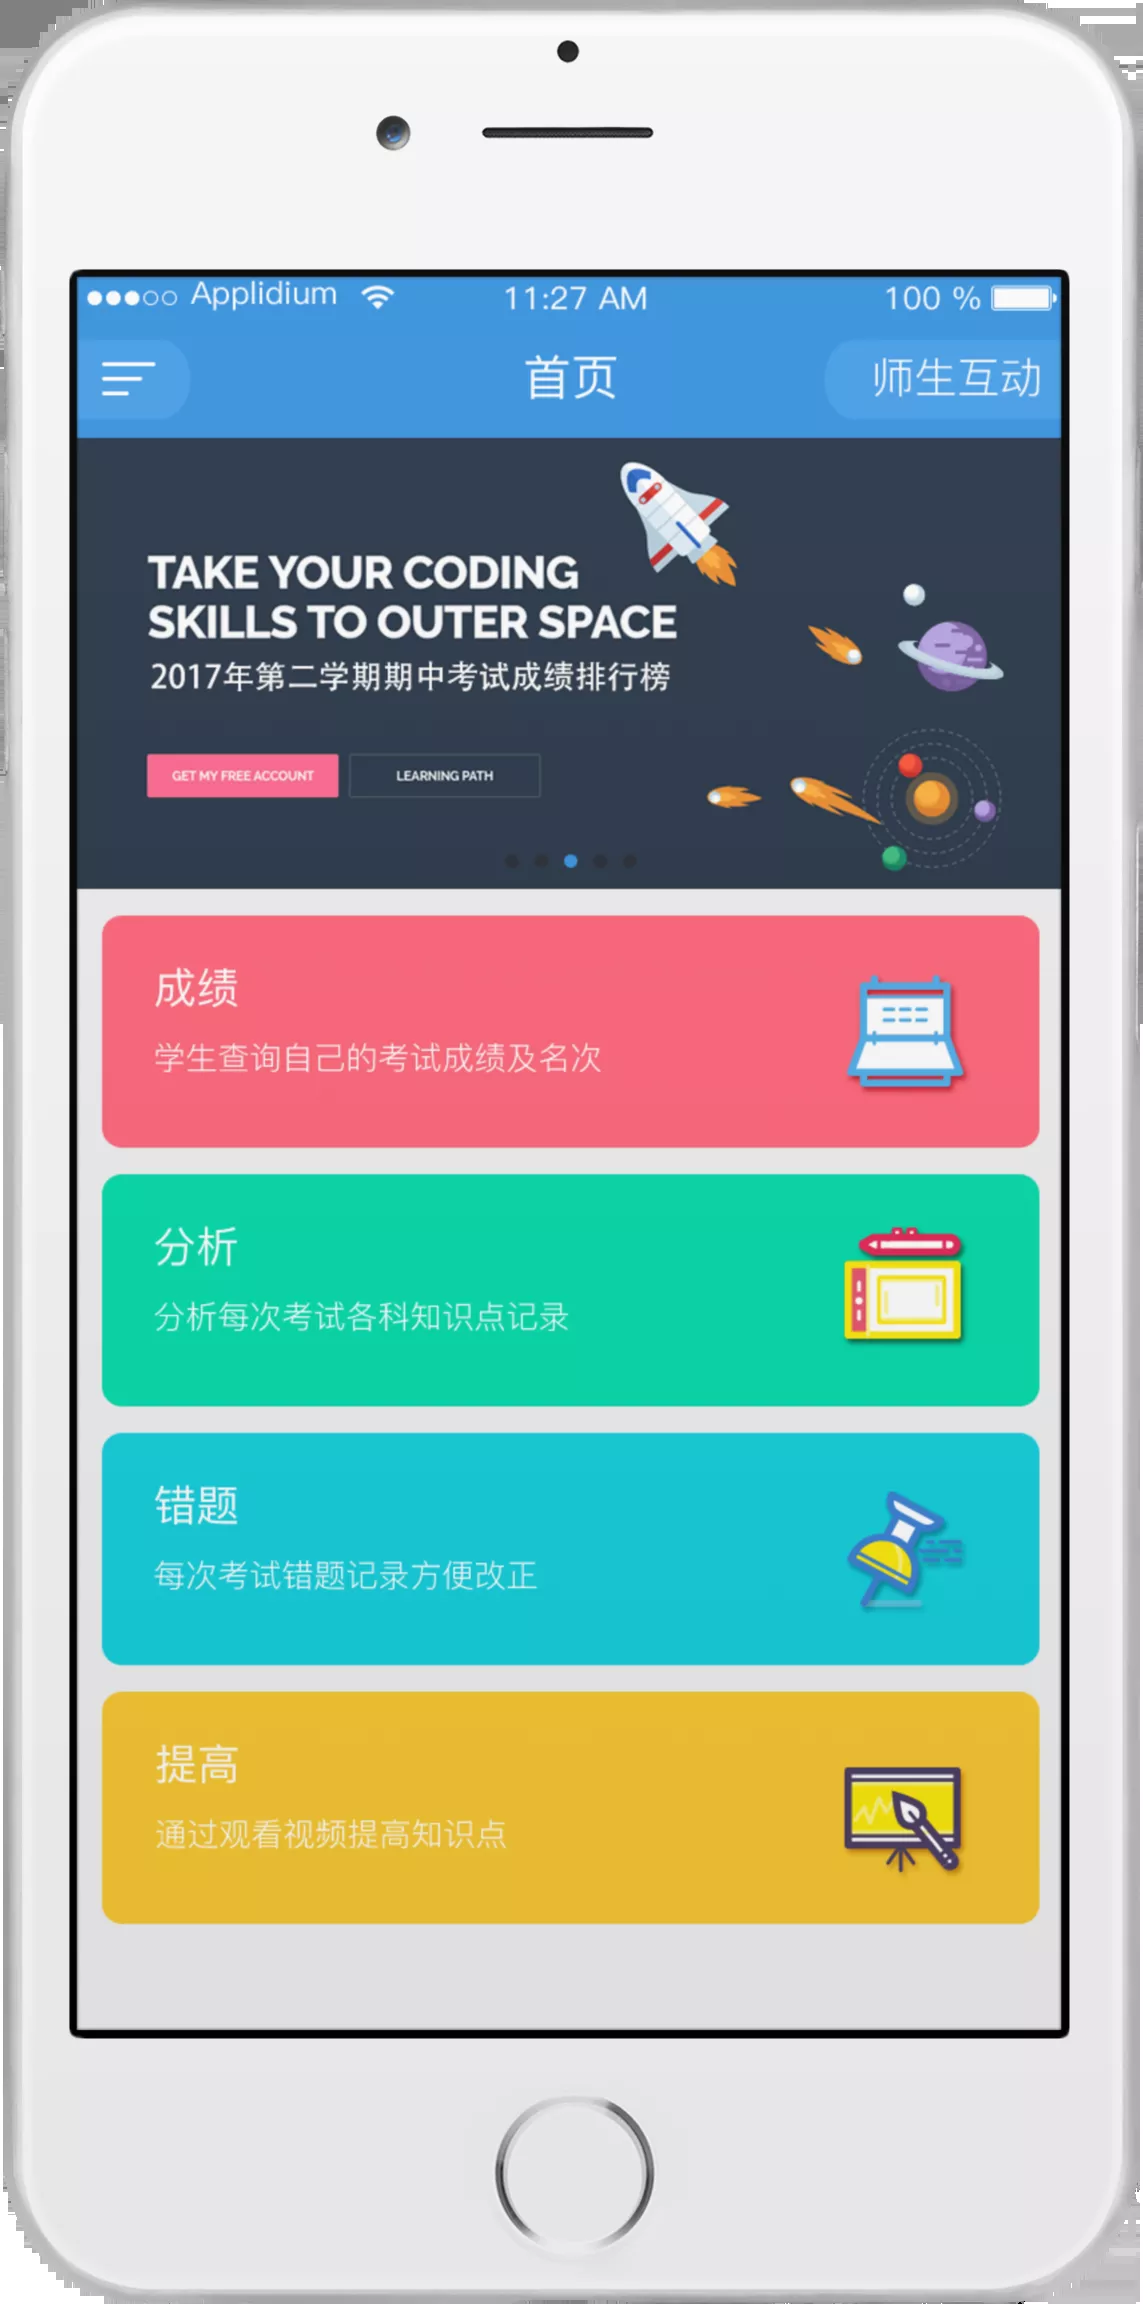 Applidium 11:27 AM 100 %
首页 师生互动
TAKE YOUR CODING
SKILLS TO OUTER SPACE
2017年第二学期期中考试成绩排行榜
GET MY FREE ACCOUNT LEARNING PATH
成绩
学生查询自己的考试成绩及名次
分析
分析每次考试各科知识点记录
错题
每次考试错题记录方便改正
提高
通过观看视频提高知识点